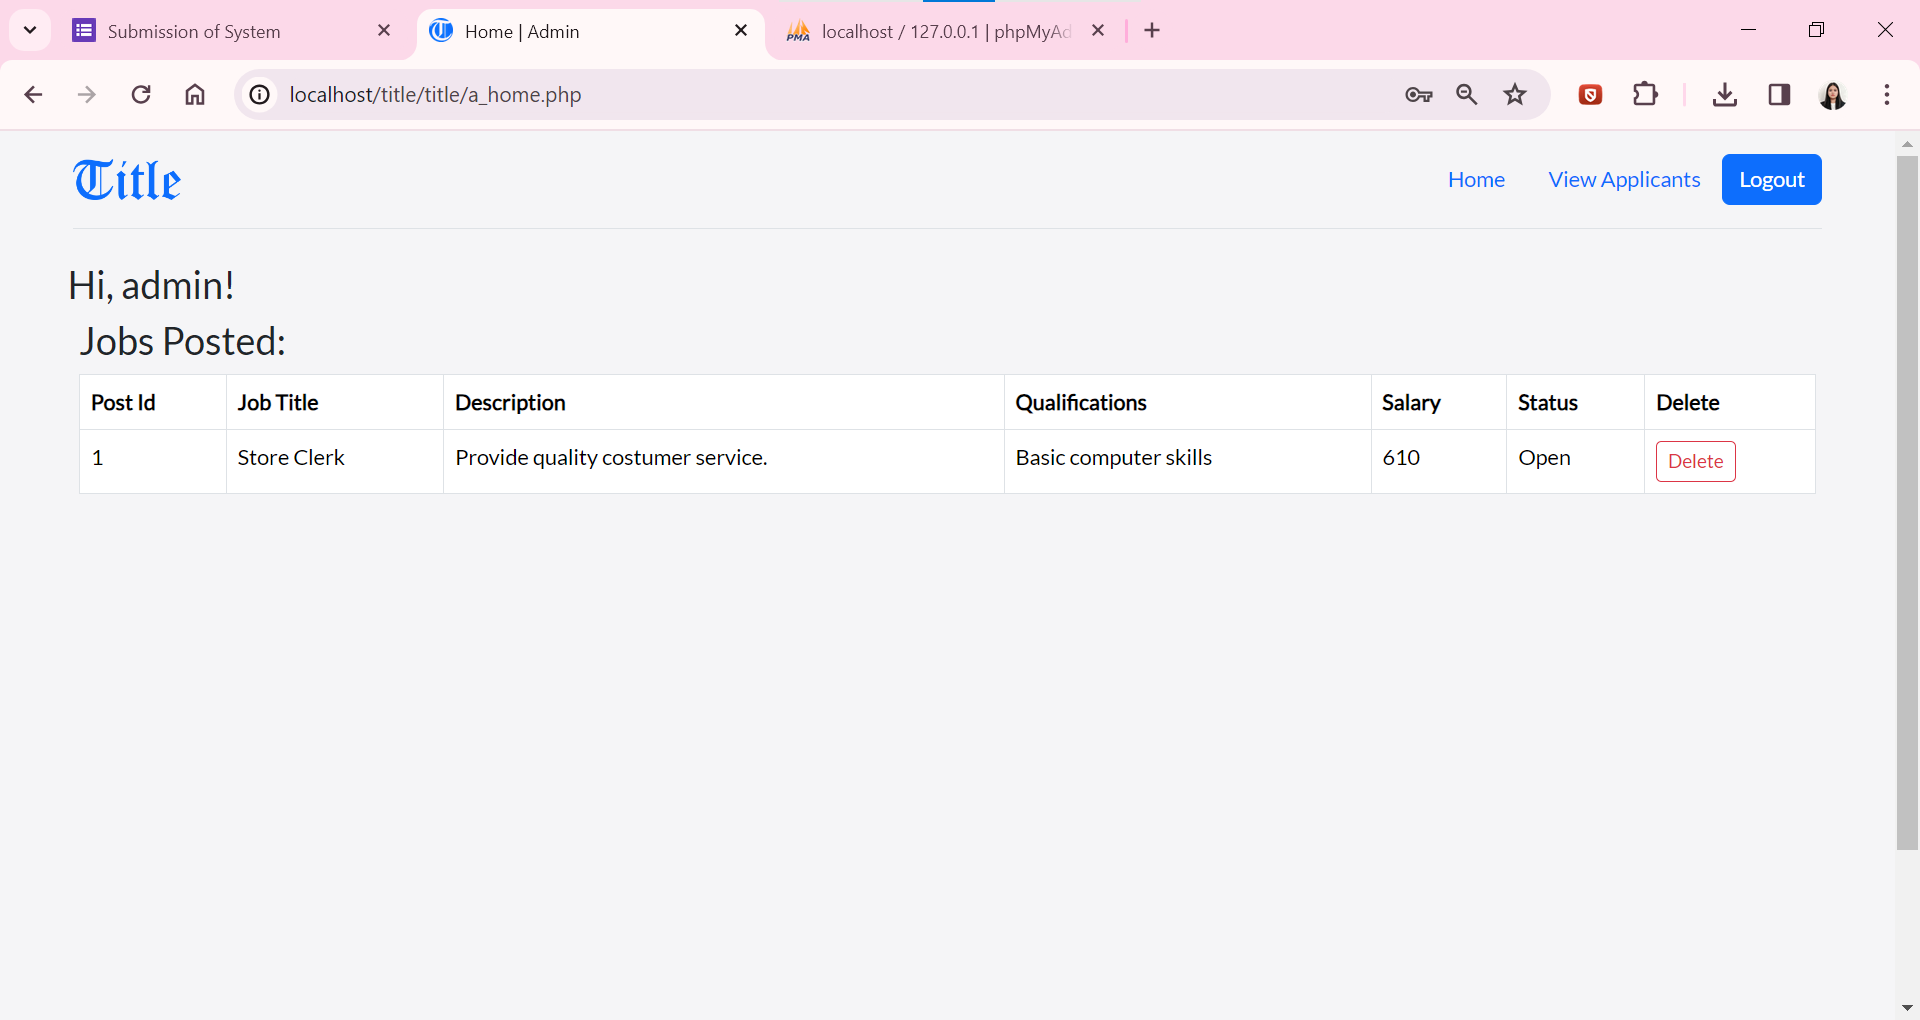 Submission of System
Home | Admin
PMA
localhost / 127.0.0.1 | phpMyAd
localhost/title/title/a_home.php
Title
Home View Applicants Logout
Hi, admin!
Jobs Posted:
Post Id Job Title Description Qualifications Salary Status Delete
1 Store Clerk Provide quality costumer service. Basic computer skills 610 Open Delete